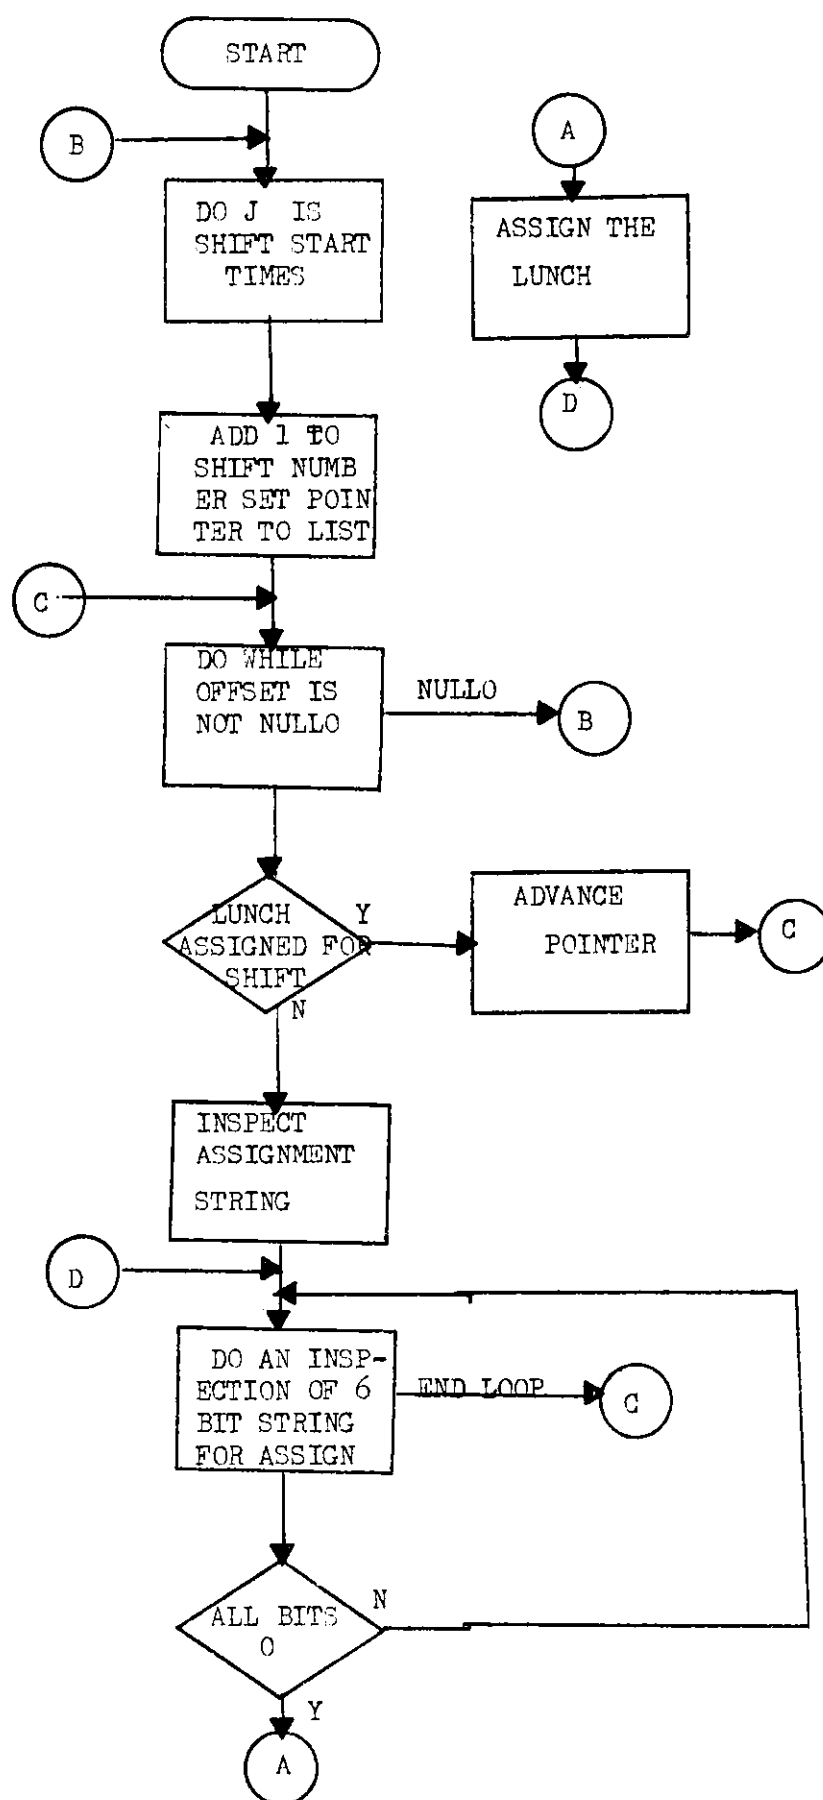 START
B
DO J IS
SHIFT START
TIMES
A
ASSIGN THE
LUNCH
D
ADD 1 TO
SHIFT NUMB
ER SET POIN
TER TO LIST
C
DO WHILE
OFFSET IS
NOT NULLO
NULLO
B
LUNCH
ASSIGNED FOR
SHIFT
Y
N
ADVANCE
POINTER
C
INSPECT
ASSIGNMENT
STRING
D
DO AN INSP-
ECTION OF 6
BIT STRING
FOR ASSIGN
END LOOP
C
ALL BITS
0
N
Y
A